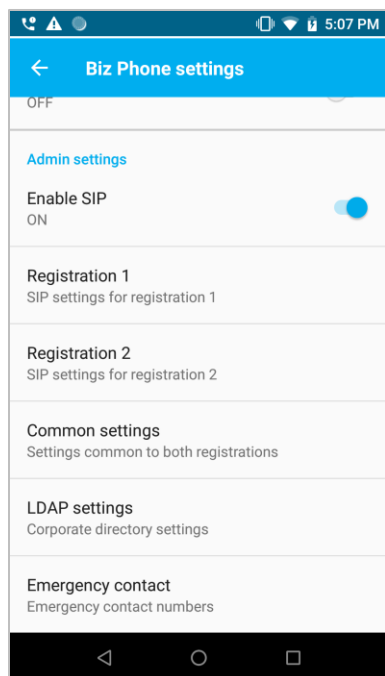 5:07 PM
Biz Phone settings
OFF
Admin settings
Enable SIP
ON
Registration 1
SIP settings for registration 1
Registration 2
SIP settings for registration 2
Common settings
Settings common to both registrations
LDAP settings
Corporate directory settings
Emergency contact
Emergency contact numbers